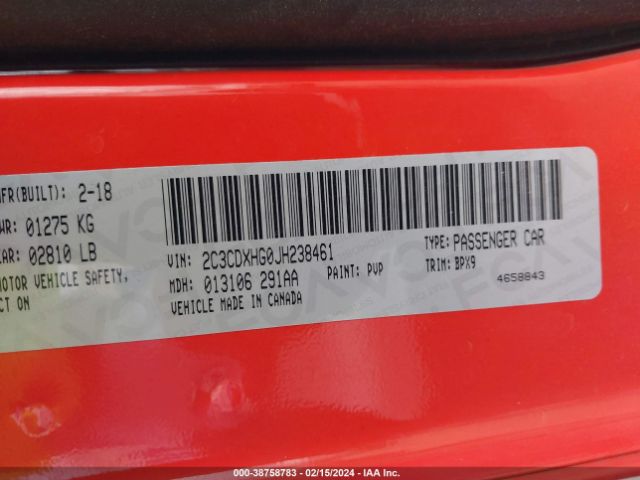 MFR(BUILT): 2-18
WR: 01275 KG
EAR: 02810 LB
MOTOR VEHICLE SAFETY,
CT ON
VIN: 2C3CDXHG0JH238461
TYPE: PASSENGER CAR
MDH: 013106 291AA
PAINT: PVP
TRIM: BPX9
VEHICLE MADE IN CANADA
4658843
000-38758783 / 02/15/2024 - IAA Inc.